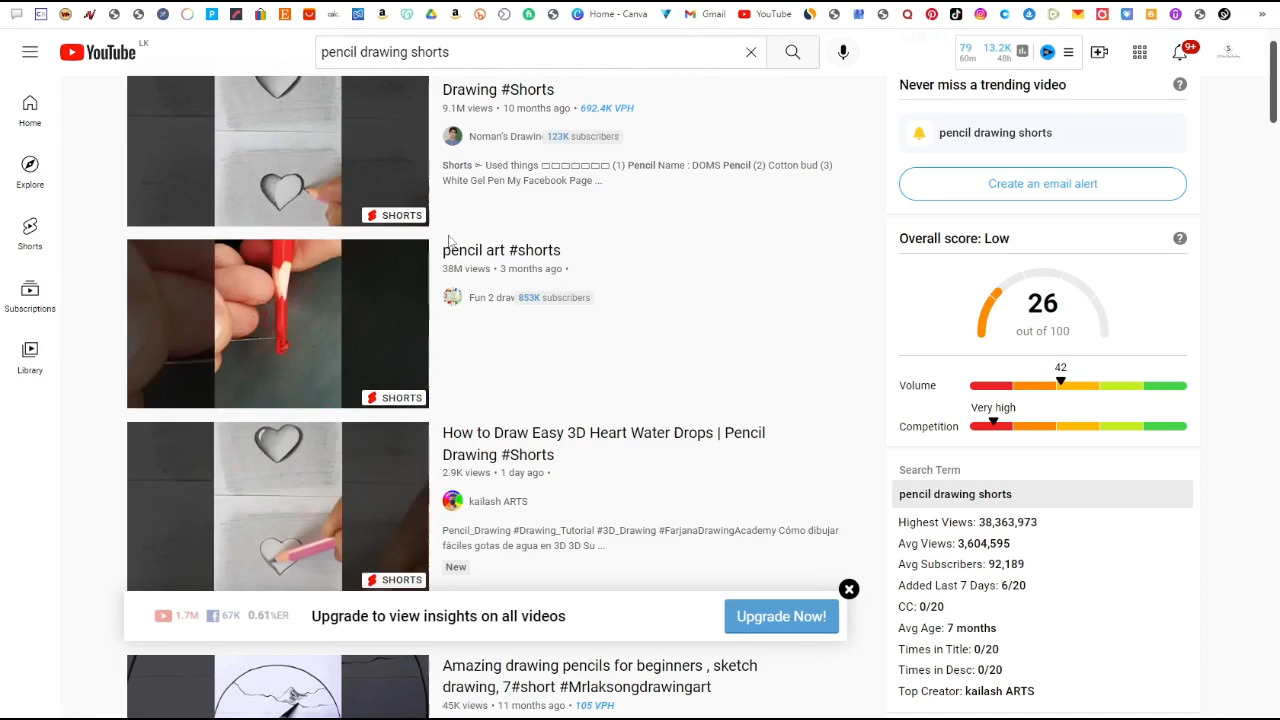 calc.
Home - Canva
Gmail
YouTube
»
YouTube
LK
pencil drawing shorts
79
60m
13.2K
48h
9+
Home
Explore
Shorts
Subscriptions
Library
Drawing #Shorts
9.1M views • 10 months ago • 692.4K VPH
Noman's Drawin 123K subscribers
Used things □□□□□□□ (1) Pencil Name : DOMS Pencil (2) Cotton bud (3)
White Gel Pen My Facebook Page ...
SHORTS
pencil art #shorts
38M views • 3 months ago •
Fun 2 drav 853K subscribers
SHORTS
How to Draw Easy 3D Heart Water Drops | Pencil
Drawing #Shorts
2.9K views • 1 day ago •
kailash ARTS
Pencil_Drawing #Drawing_Tutorial #3D_Drawing #FarjanaDrawingAcademy Cómo dibujar
fáciles gotas de agua en 3D 3D Su ...
New
SHORTS
1.7M
67K
0.61%ER
Upgrade to view insights on all videos
Upgrade Now!
Amazing drawing pencils for beginners , sketch
drawing, 7#short #Mrlaksongdrawingart
45K views • 11 months ago • 105 VPH
Never miss a trending video
pencil drawing shorts
Create an email alert
Overall score: Low
26
out of 100
42
Volume
Very high
Competition
Search Term
pencil drawing shorts
Highest Views: 38,363,973
Avg Views: 3,604,595
Avg Subscribers: 92,189
Added Last 7 Days: 6/20
CC: 0/20
Avg Age: 7 months
Times in Title: 0/20
Times in Desc: 0/20
Top Creator: kailash ARTS